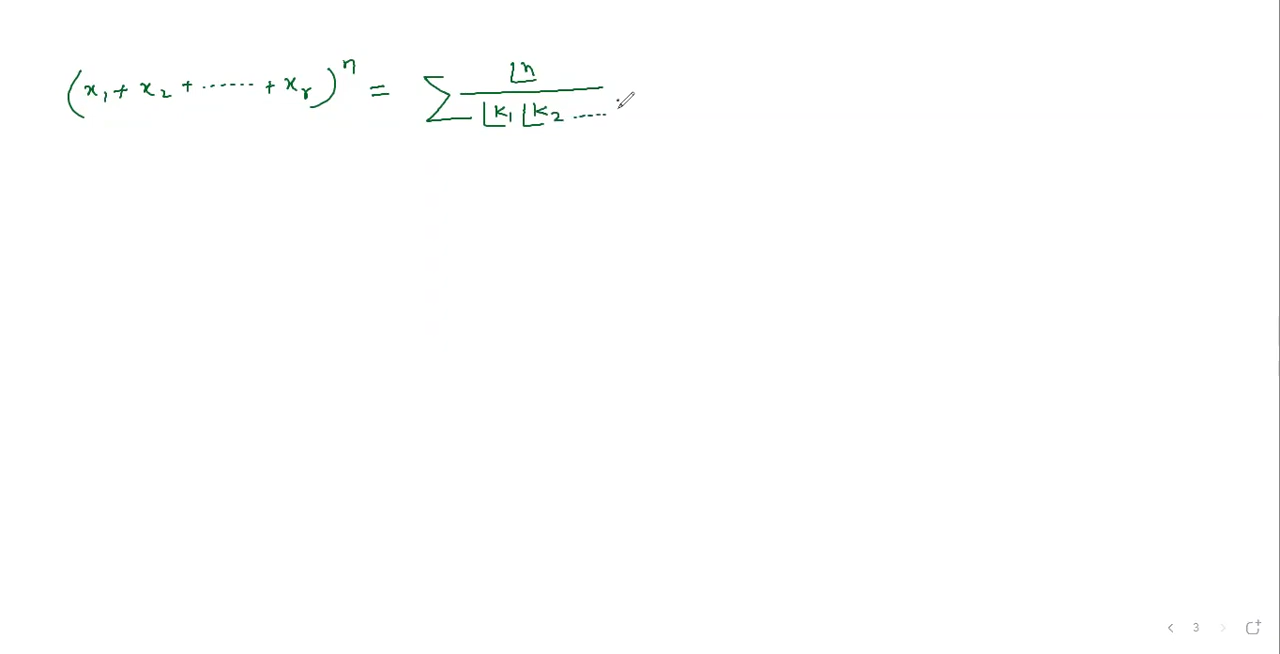 (x₁ + x₂ + ...... + xᵣ)ⁿ = ∑ ⌊n / ⌊k₁ ⌊k₂ .....
< 3 >